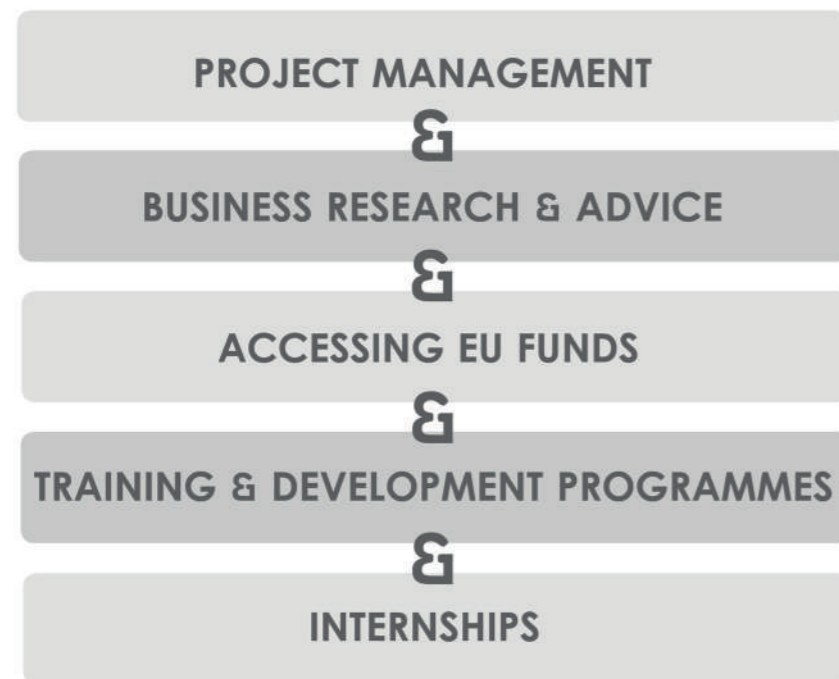 PROJECT MANAGEMENT
&
BUSINESS RESEARCH & ADVICE
&
ACCESSING EU FUNDS
&
TRAINING & DEVELOPMENT PROGRAMMES
&
INTERNSHIPS